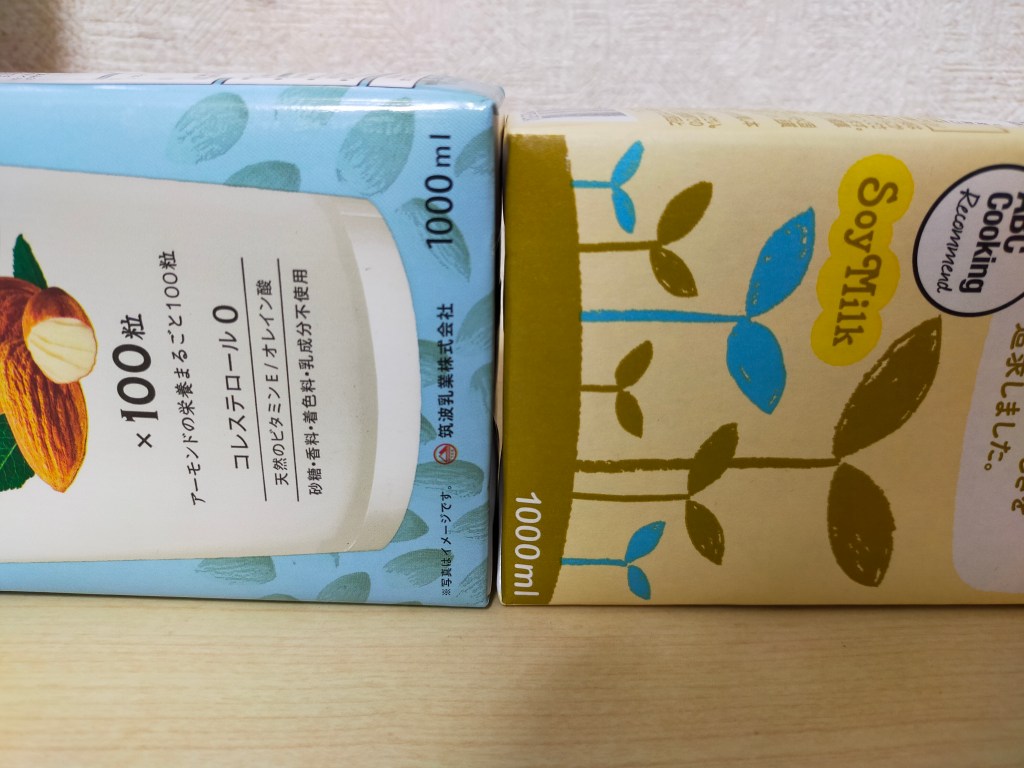 ×100粒
アーモンドの栄養まるごと100粒
コレステロール0
天然のビタミンE/オレイン酸
砂糖・香料・着色料・乳成分不使用
1000ml
筑波乳業株式会社
※写真はイメージです。
ABC
Cooking
Recommend
Soy Milk
しました。
1000ml